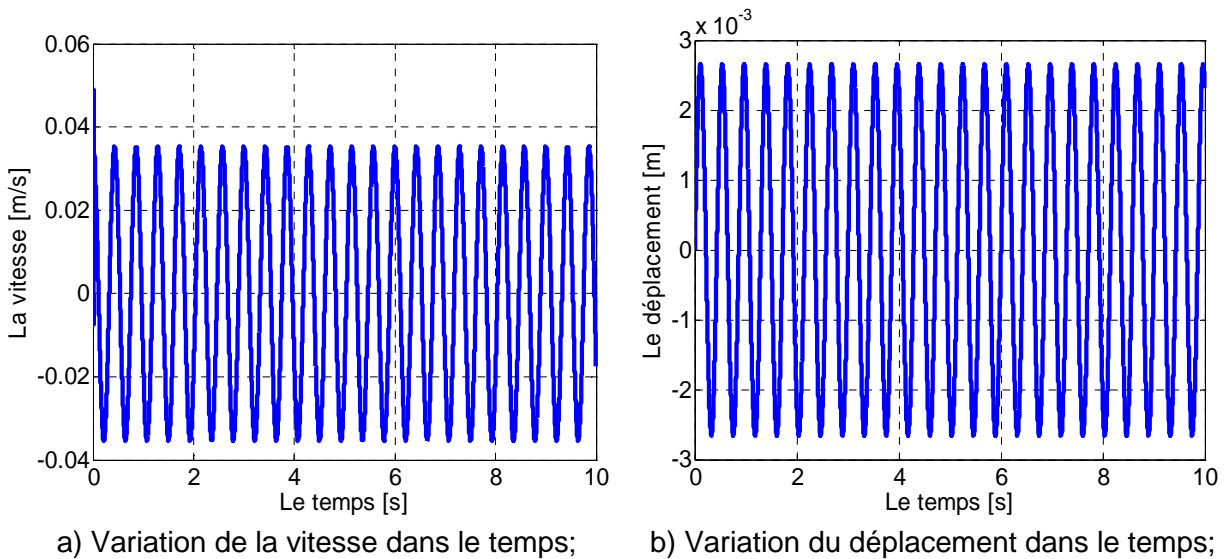 0.06
0.04
0.02
0
-0.02
-0.04
La vitesse [m/s]
0 2 4 6 8 10
Le temps [s]
a) Variation de la vitesse dans le temps;
x 10-3
3
2
1
0
-1
-2
-3
Le déplacement [m]
0 2 4 6 8 10
Le temps [s]
b) Variation du déplacement dans le temps;